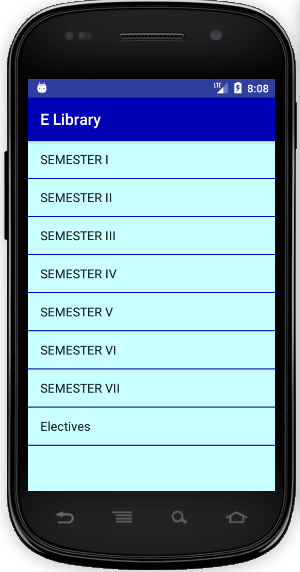 LTE 8:08
E Library
SEMESTER I
SEMESTER II
SEMESTER III
SEMESTER IV
SEMESTER V
SEMESTER VI
SEMESTER VII
Electives